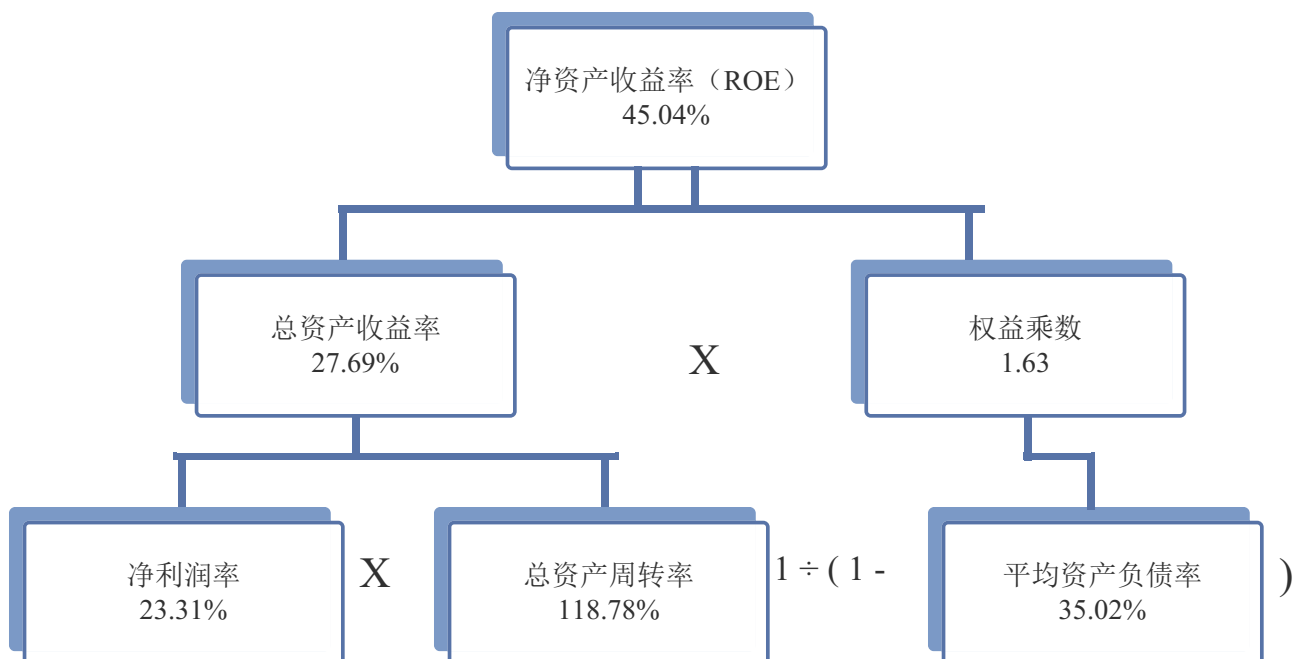 净资产收益率（ROE）
45.04%
总资产收益率
27.69%
X
权益乘数
1.63
净利润率
23.31%
X
总资产周转率
118.78%
1 ÷ ( 1 -
平均资产负债率
35.02%
)